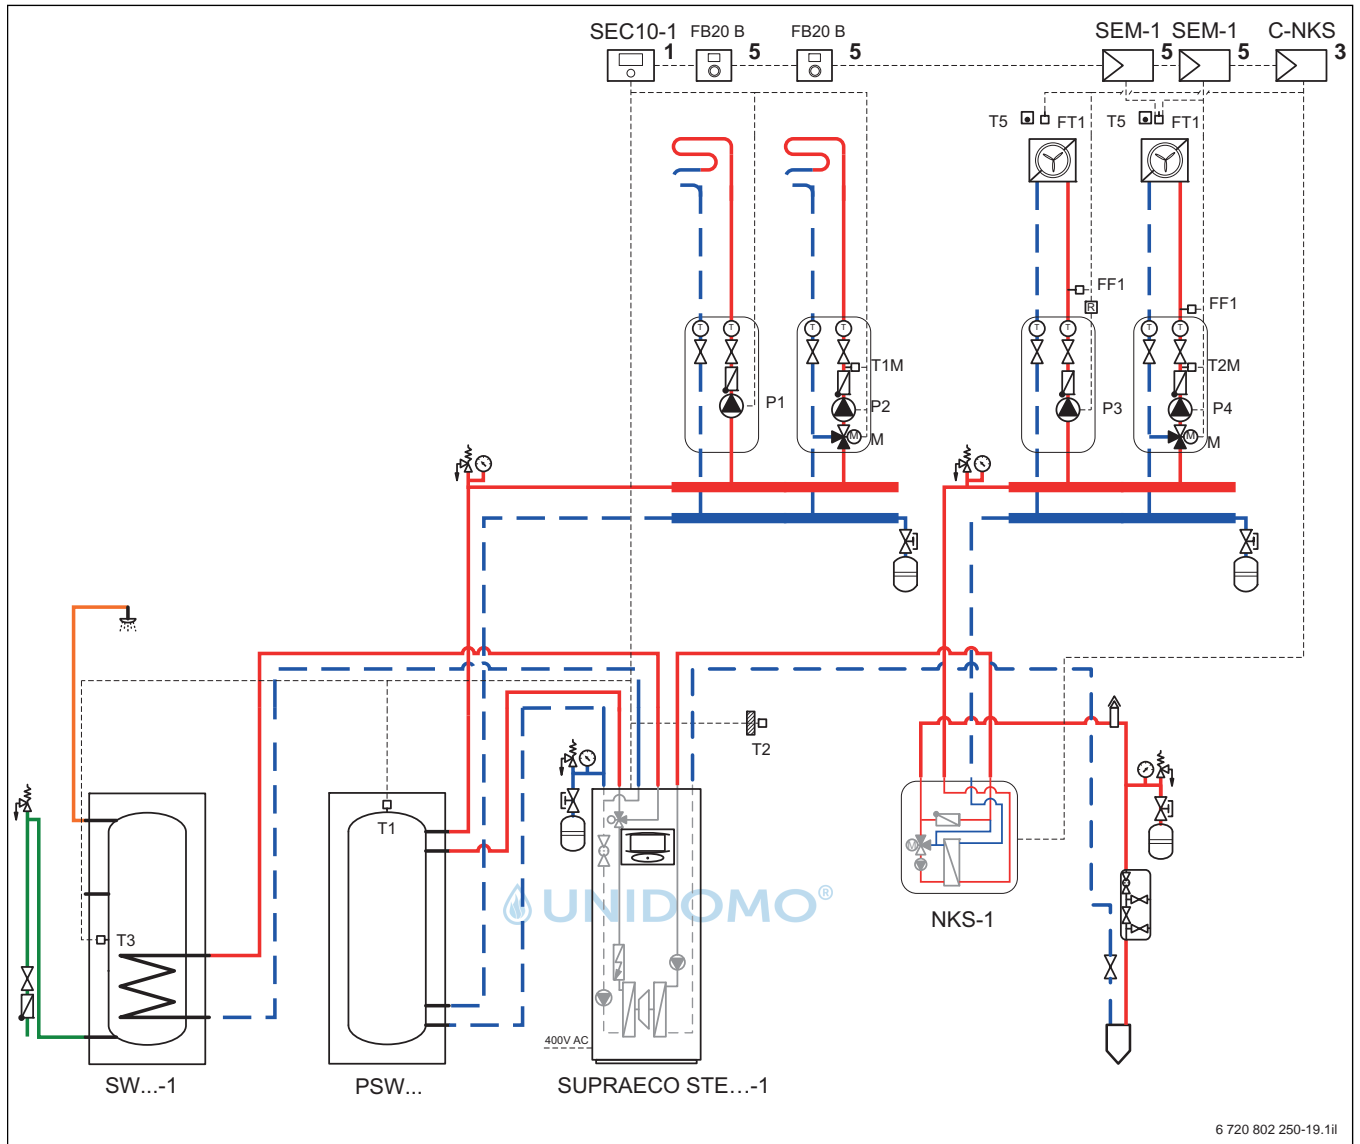 SEC10-1 FB20 B FB20 B SEM-1 SEM-1 C-NKS
1 5 5 5 5 3
T5 FT1 T5 FT1
FF1
R
FF1
T T T T T T T T
T1M T2M
P1 P2 P3 P4
M M M M
T2
T1
M
UNIDOMO®
NKS-1
T3
400V AC
SW...-1 PSW... SUPRAECO STE...-1
6 720 802 250-19.1il